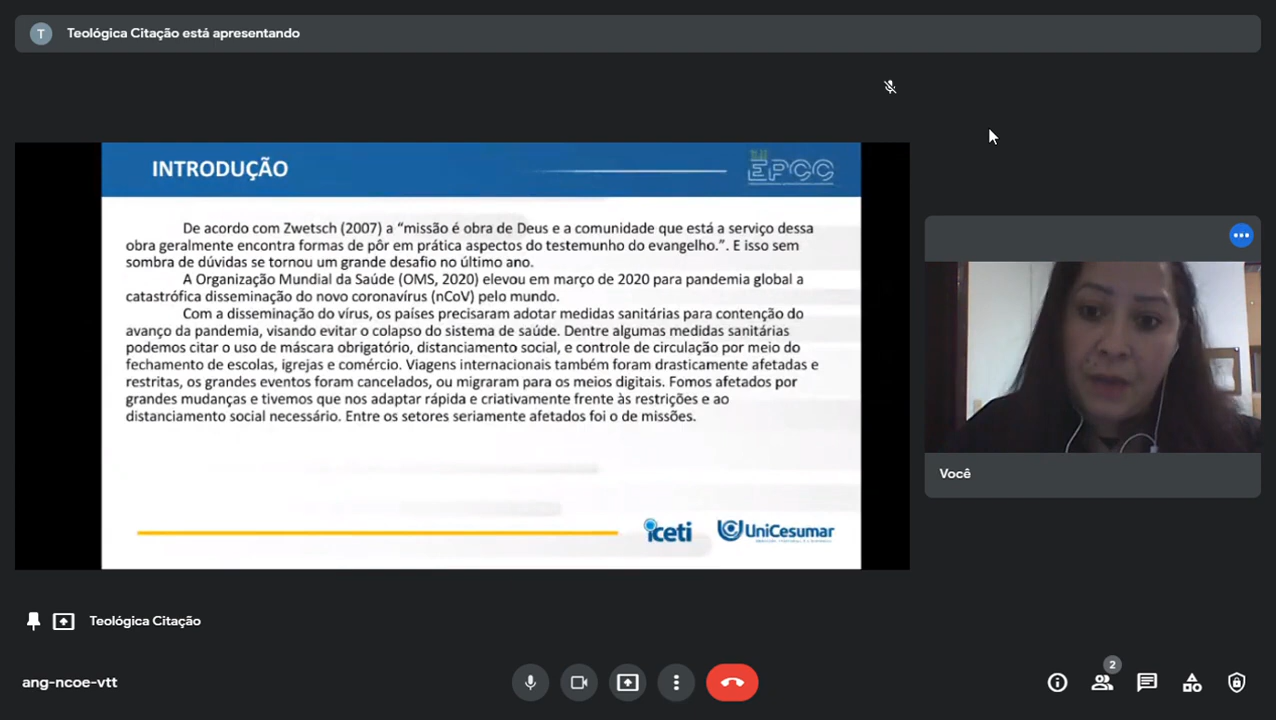 T
Teológica Citação está apresentando
INTRODUÇÃO
EPCC
De acordo com Zwetsch (2007) a “missão é obra de Deus e a comunidade que está a serviço dessa
obra geralmente encontra formas de pôr em prática aspectos do testemunho do evangelho.”. E isso sem
sombra de dúvidas se tornou um grande desafio no último ano.
A Organização Mundial da Saúde (OMS, 2020) elevou em março de 2020 para pandemia global a
catastrófica disseminação do novo coronavírus (nCoV) pelo mundo.
Com a disseminação do vírus, os países precisaram adotar medidas sanitárias para contenção do
avanço da pandemia, visando evitar o colapso do sistema de saúde. Dentre algumas medidas sanitárias
podemos citar o uso de máscara obrigatório, distanciamento social, e controle de circulação por meio do
fechamento de escolas, igrejas e comércio. Viagens internacionais também foram drasticamente afetadas e
restritas, os grandes eventos foram cancelados, ou migraram para os meios digitais. Fomos afetados por
grandes mudanças e tivemos que nos adaptar rápida e criativamente frente às restrições e ao
distanciamento social necessário. Entre os setores seriamente afetados foi o de missões.
iceti
UniCesumar
Você
Teológica Citação
ang-ncoe-vtt
2